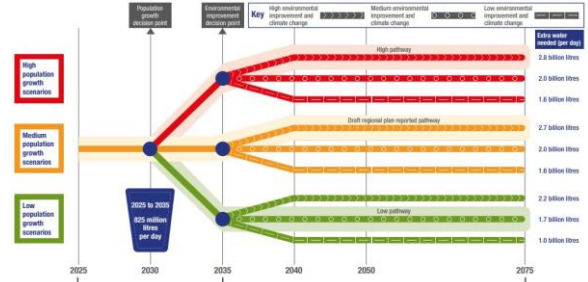 Population
growth
decision point
Environmental
improvement
decision point
Key
High environmental
improvement and
climate change
Medium environmental
improvement and
climate change
Low environmental
improvement and
climate change
Extra water
needed (per day)
High
population
growth
scenarios
High pathway
2.8 billion litres
2.0 billion litres
1.6 billion litres
Medium
population
growth
scenarios
Draft regional plan reported pathway
2.7 billion litres
2.0 billion litres
1.6 billion litres
Low
population
growth
scenarios
2025 to 2035
825 million
litres
per day
Low pathway
2.2 billion litres
1.7 billion litres
1.0 billion litres
2025
2030
2035
2040
2050
2075